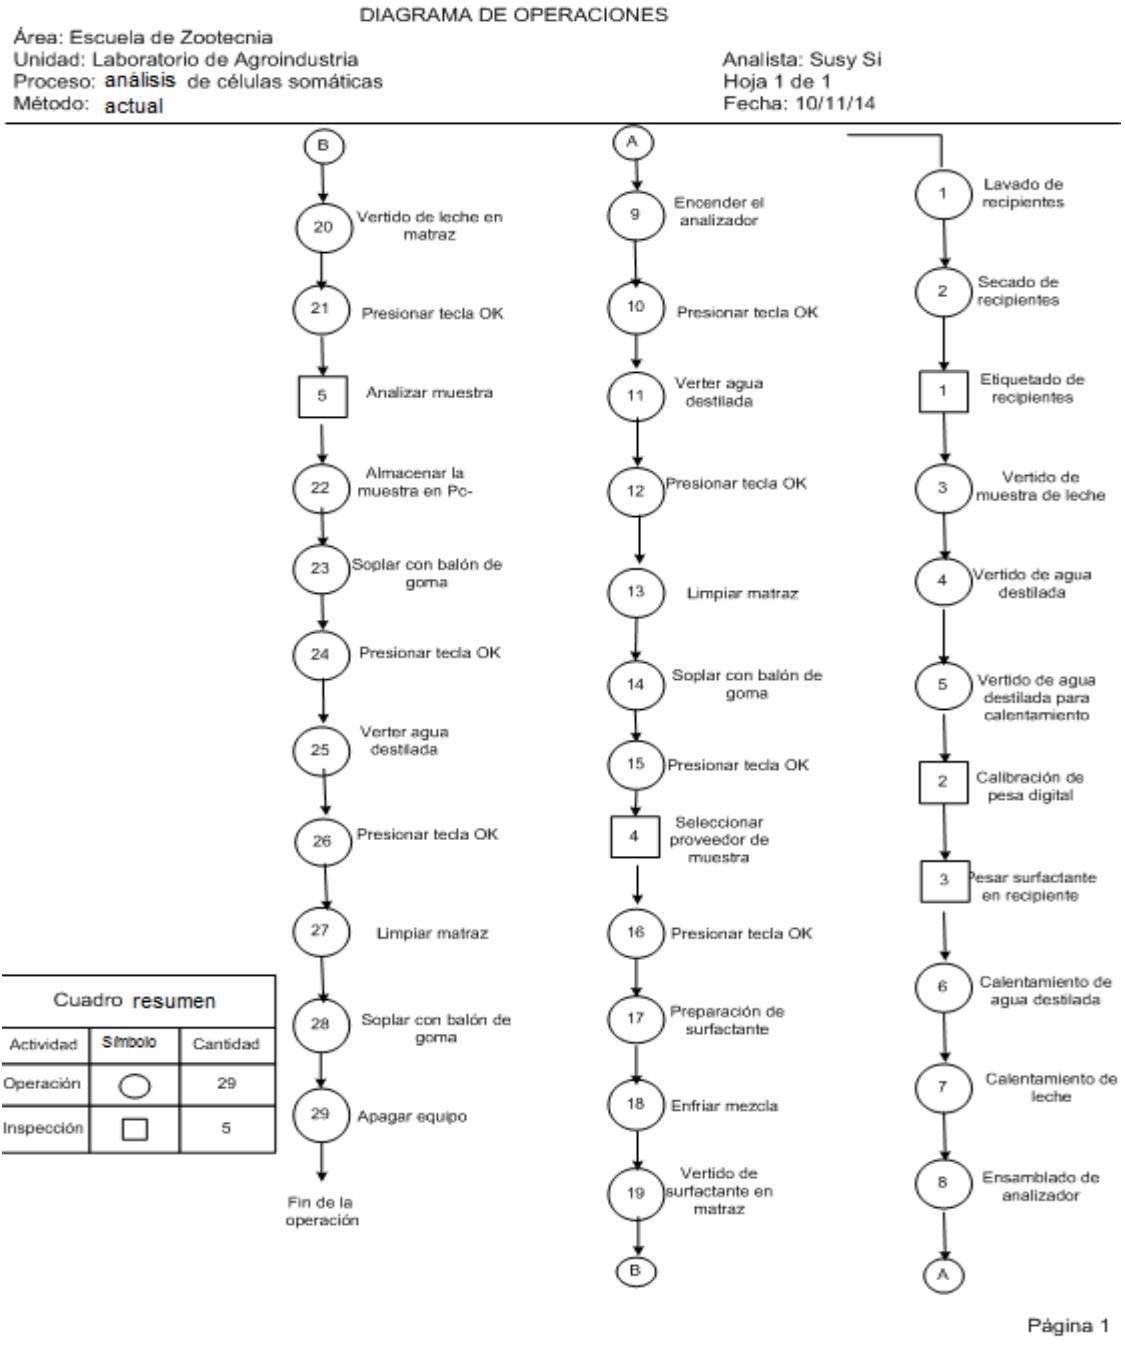 DIAGRAMA DE OPERACIONES
Área: Escuela de Zootecnia
Unidad: Laboratorio de Agroindustria
Proceso: análisis de células somáticas
Método: actual
Analista: Susy Si
Hoja 1 de 1
Fecha: 10/11/14
B
20
Vertido de leche en
matraz
21
Presionar tecla OK
5
Analizar muestra
22
Almacenar la
muestra en Pc-
23
Soplar con balón de
goma
24
Presionar tecla OK
25
Verter agua
destilada
26
Presionar tecla OK
27
Limpiar matraz
28
Soplar con balón de
goma
29
Apagar equipo
Fin de la
operación
A
9
Encender el
analizador
10
Presionar tecla OK
11
Verter agua
destilada
12
Presionar tecla OK
13
Limpiar matraz
14
Soplar con balón de
goma
15
Presionar tecla OK
4
Seleccionar
proveedor de
muestra
16
Presionar tecla OK
17
Preparación de
surfactante
18
Enfriar mezcla
19
Vertido de
surfactante en
matraz
B
1
Lavado de
recipientes
2
Secado de
recipientes
1
Etiquetado de
recipientes
3
Vertido de
muestra de leche
4
Vertido de agua
destilada
5
Vertido de agua
destilada para
calentamiento
2
Calibración de
pesa digital
3
Pesar surfactante
en recipiente
6
Calentamiento de
agua destilada
7
Calentamiento de
leche
8
Ensamblado de
analizador
A
Cuadro resumen
Actividad Símbolo Cantidad
Operación 29
Inspección 5
Página 1